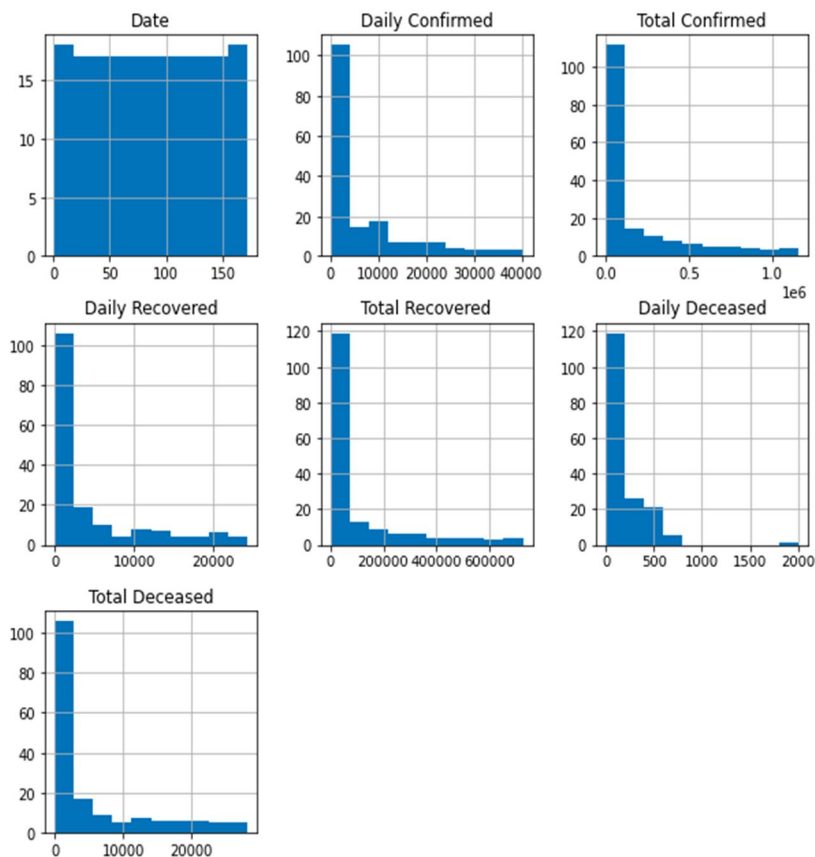 Date
15
10
5
0
0 50 100 150
Daily Confirmed
100
80
60
40
20
0
0 10000 20000 30000 40000
Total Confirmed
100
80
60
40
20
0
0.0 0.5 1.0
1e6
Daily Recovered
100
80
60
40
20
0
0 10000 20000
Total Recovered
120
100
80
60
40
20
0
0 200000 400000 600000
Daily Deceased
120
100
80
60
40
20
0
0 500 1000 1500 2000
Total Deceased
100
80
60
40
20
0
0 10000 20000